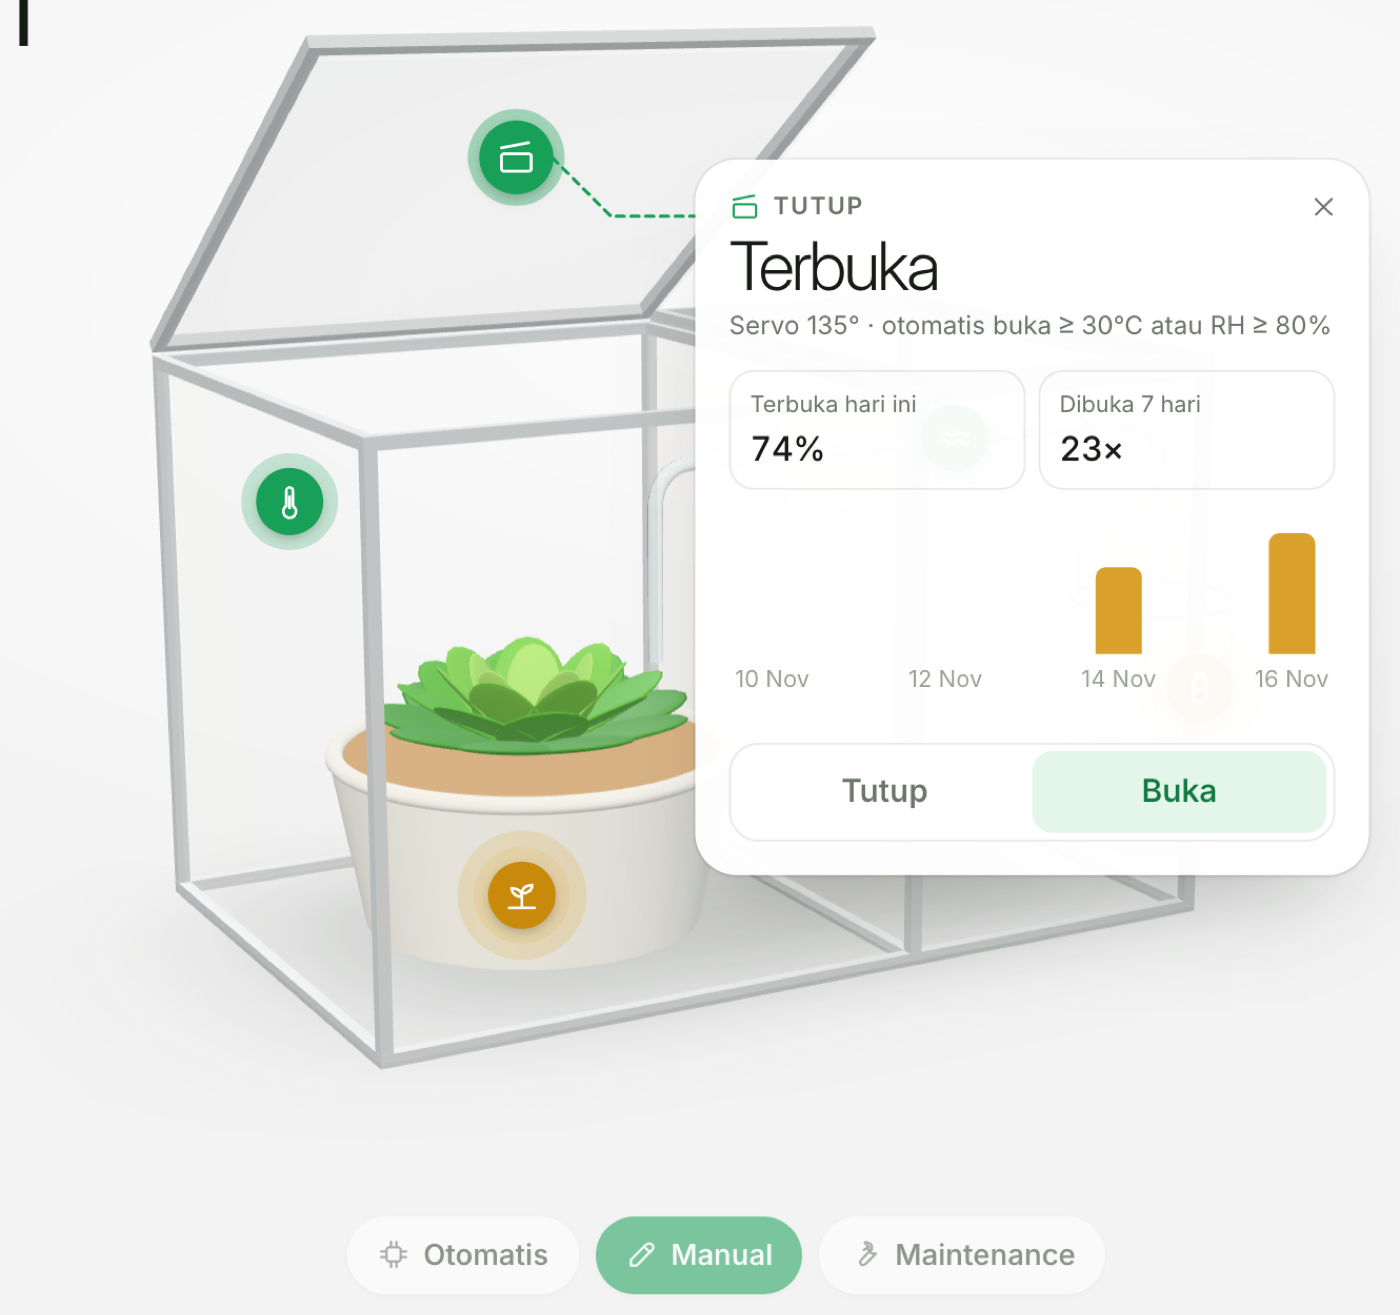 TUTUP
Terbuka
Servo 135° · otomatis buka ≥ 30°C atau RH ≥ 80%
Terbuka hari ini
74%
Dibuka 7 hari
23×
10 Nov
12 Nov
14 Nov
16 Nov
Tutup
Buka
Otomatis
Manual
Maintenance